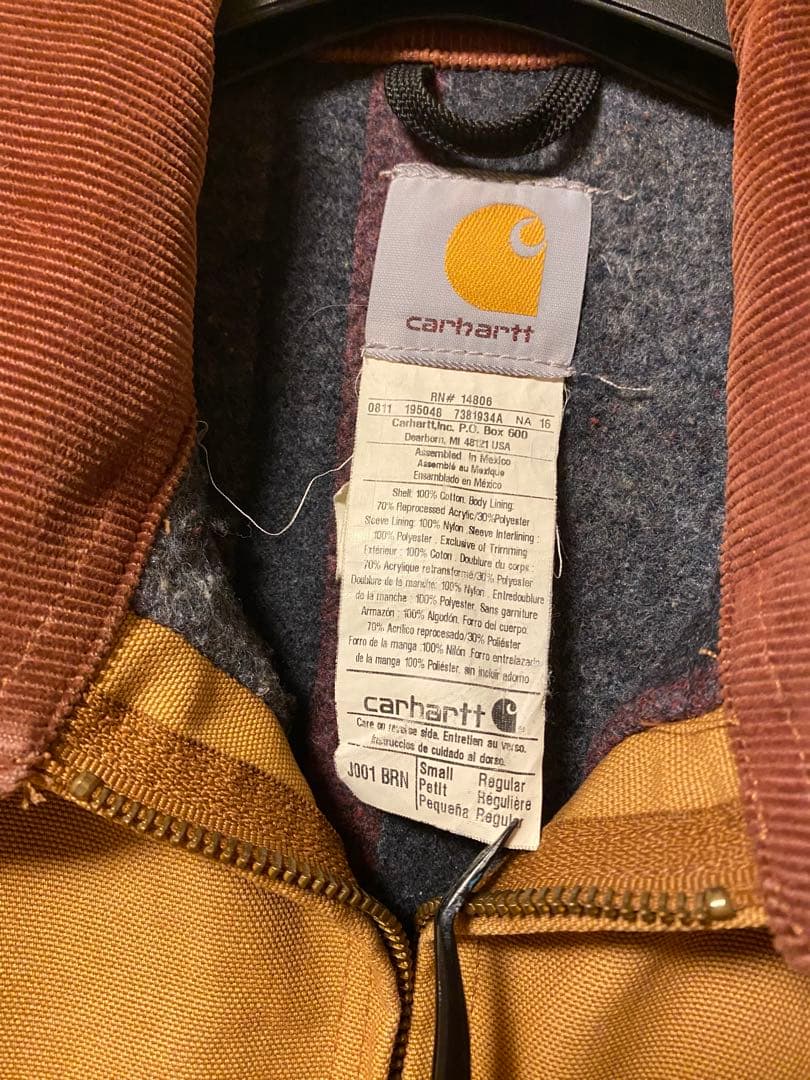 carhartt
RN# 14806
0811 195048 7381934A NA 16
Carhartt,Inc. P.O. Box 600
Dearborn, MI 48121 USA
Assembled In Mexico
Assemblé au Mexique
Ensamblado en México
Shell: 100% Cotton. Body Lining:
70% Reprocessed Acrylic/30%Polyester
Sleeve Lining: 100% Nylon. Sleeve Interlining :
100% Polyester . Exclusive of Trimming
Extérieur : 100% Coton . Doublure du corps :
70% Acrylique retransformé/30% Polyester
Doublure de la manche: 100% Nylon . Entredoublure
de la manche : 100% Polyester. Sans garniture
Armazón : 100% Algodón. Forro del cuerpo:
70% Acrílico reprocesado/30% Poliéster
Forro de la manga :100% Nilón .Forro entrelazado
de la manga 100% Poliéster. sin incluir adorno
carhartt
Care on reverse side. Entretien au verso.
Instrucciones de cuidado al dorso.
J001 BRN
Small Regular
Petit Régulière
Pequeña Regular